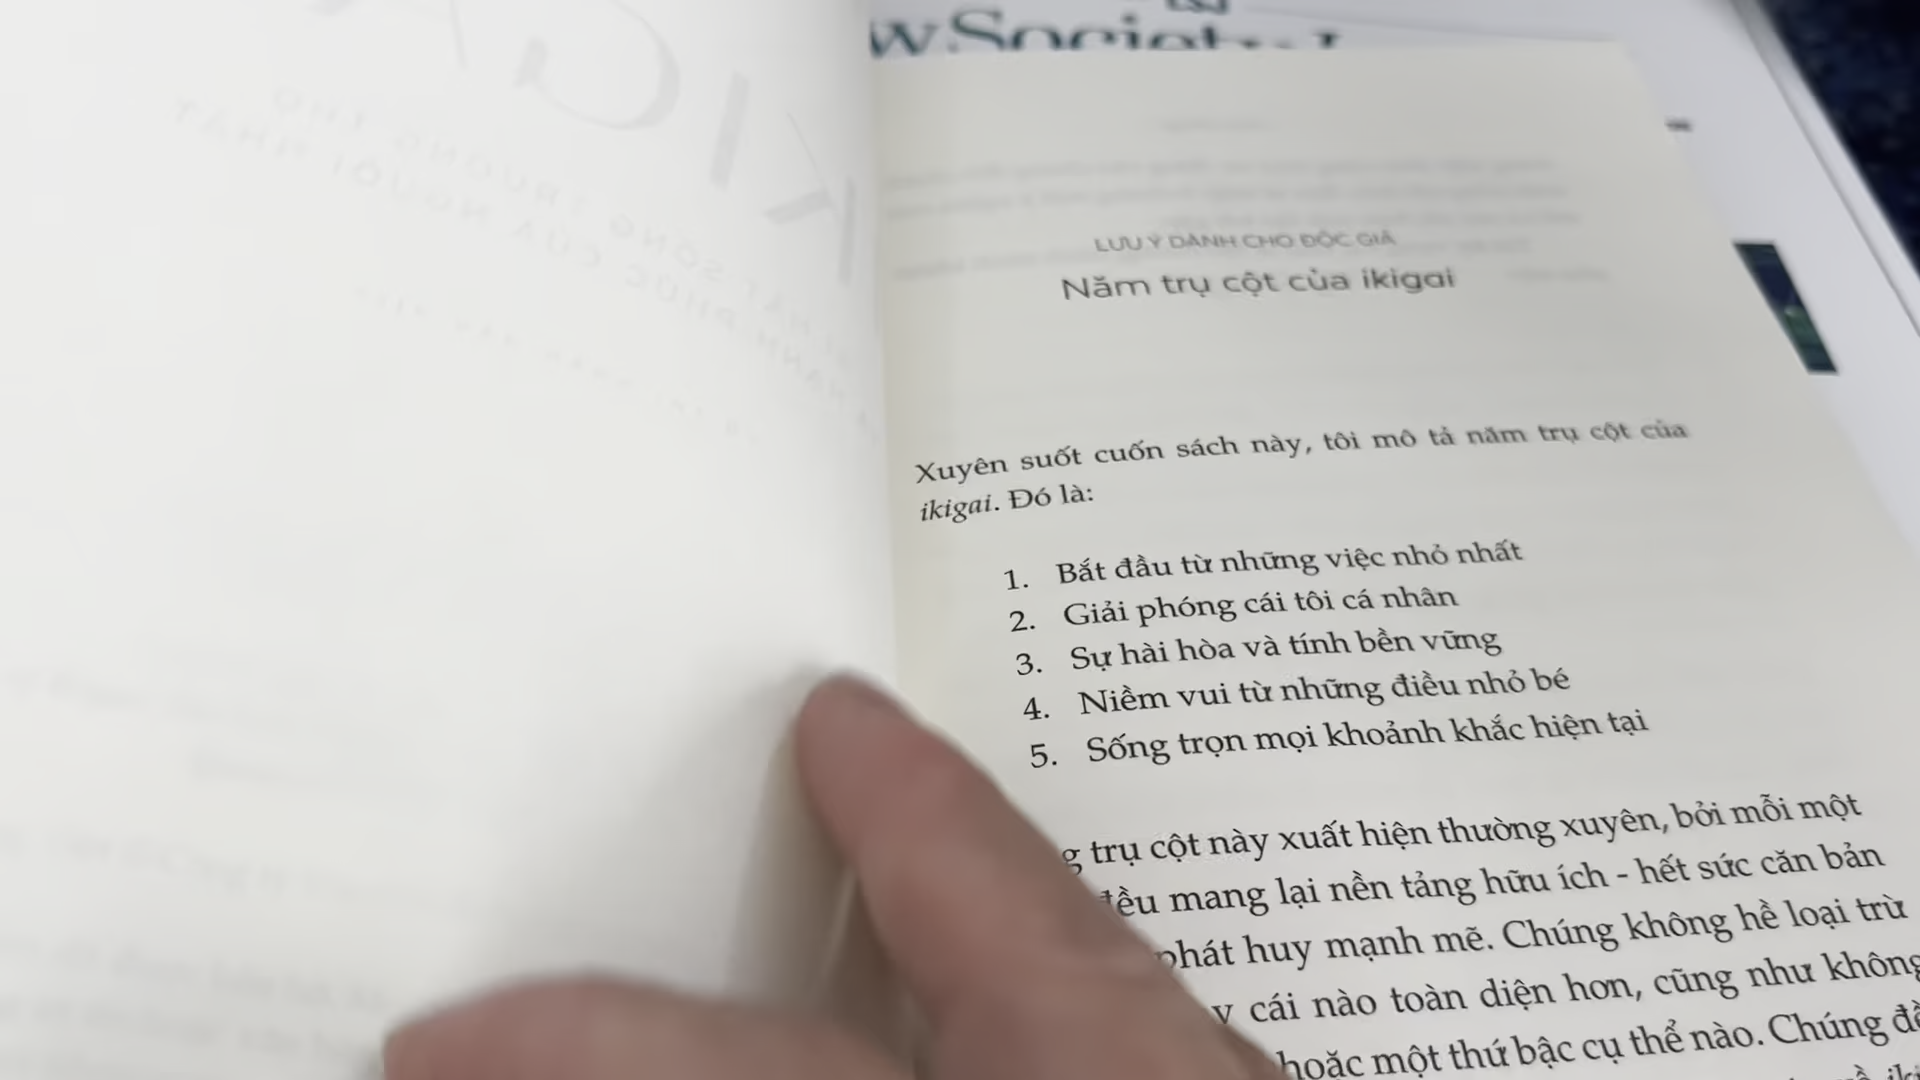 LƯU Ý DÀNH CHO ĐỘC GIẢ
Năm trụ cột của ikigai
Xuyên suốt cuốn sách này, tôi mô tả năm trụ cột của
ikigai. Đó là:
1. Bắt đầu từ những việc nhỏ nhất
2. Giải phóng cái tôi cá nhân
3. Sự hài hòa và tính bền vững
4. Niềm vui từ những điều nhỏ bé
5. Sống trọn mọi khoảnh khắc hiện tại
trụ cột này xuất hiện thường xuyên, bởi mỗi một
đều mang lại nền tảng hữu ích - hết sức căn bản
phát huy mạnh mẽ. Chúng không hề loại trừ
cái nào toàn diện hơn, cũng như không
hoặc một thứ bậc cụ thể nào. Chúng